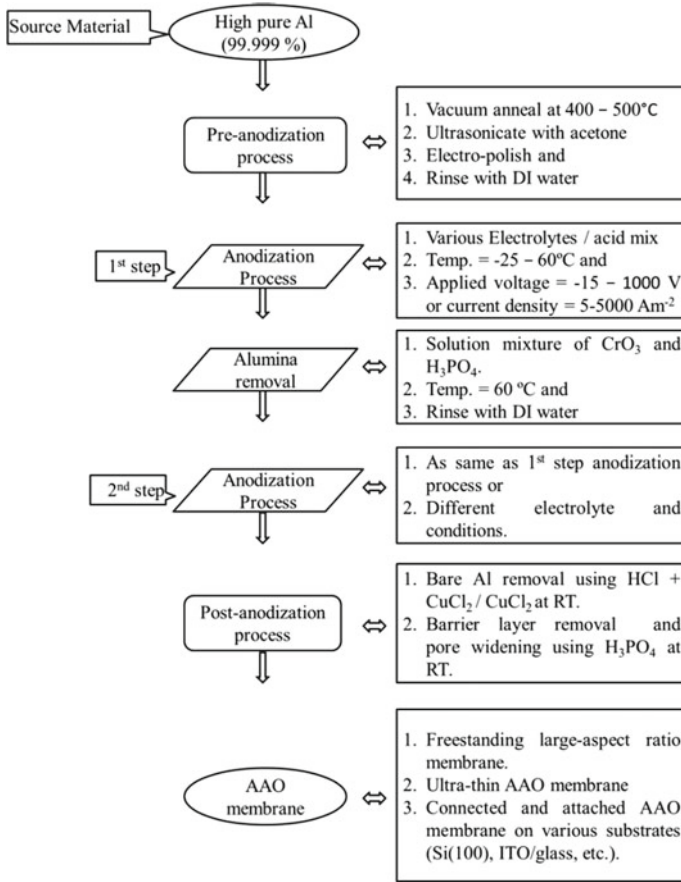 Source Material
High pure Al
(99.999 %)
Pre-anodization
process
1. Vacuum anneal at 400 – 500°C
2. Ultrasonicate with acetone
3. Electro-polish and
4. Rinse with DI water
1st step
Anodization
Process
1. Various Electrolytes / acid mix
2. Temp. = -25 – 60ºC and
3. Applied voltage = -15 – 1000 V
or current density = 5-5000 Am-2
Alumina
removal
1. Solution mixture of CrO3 and
H3PO4.
2. Temp. = 60 ºC and
3. Rinse with DI water
2nd step
Anodization
Process
1. As same as 1st step anodization
process or
2. Different electrolyte and
conditions.
Post-anodization
process
1. Bare Al removal using HCl +
CuCl2 / CuCl2 at RT.
2. Barrier layer removal and
pore widening using H3PO4 at
RT.
AAO
membrane
1. Freestanding large-aspect ratio
membrane.
2. Ultra-thin AAO membrane
3. Connected and attached AAO
membrane on various substrates
(Si(100), ITO/glass, etc.).